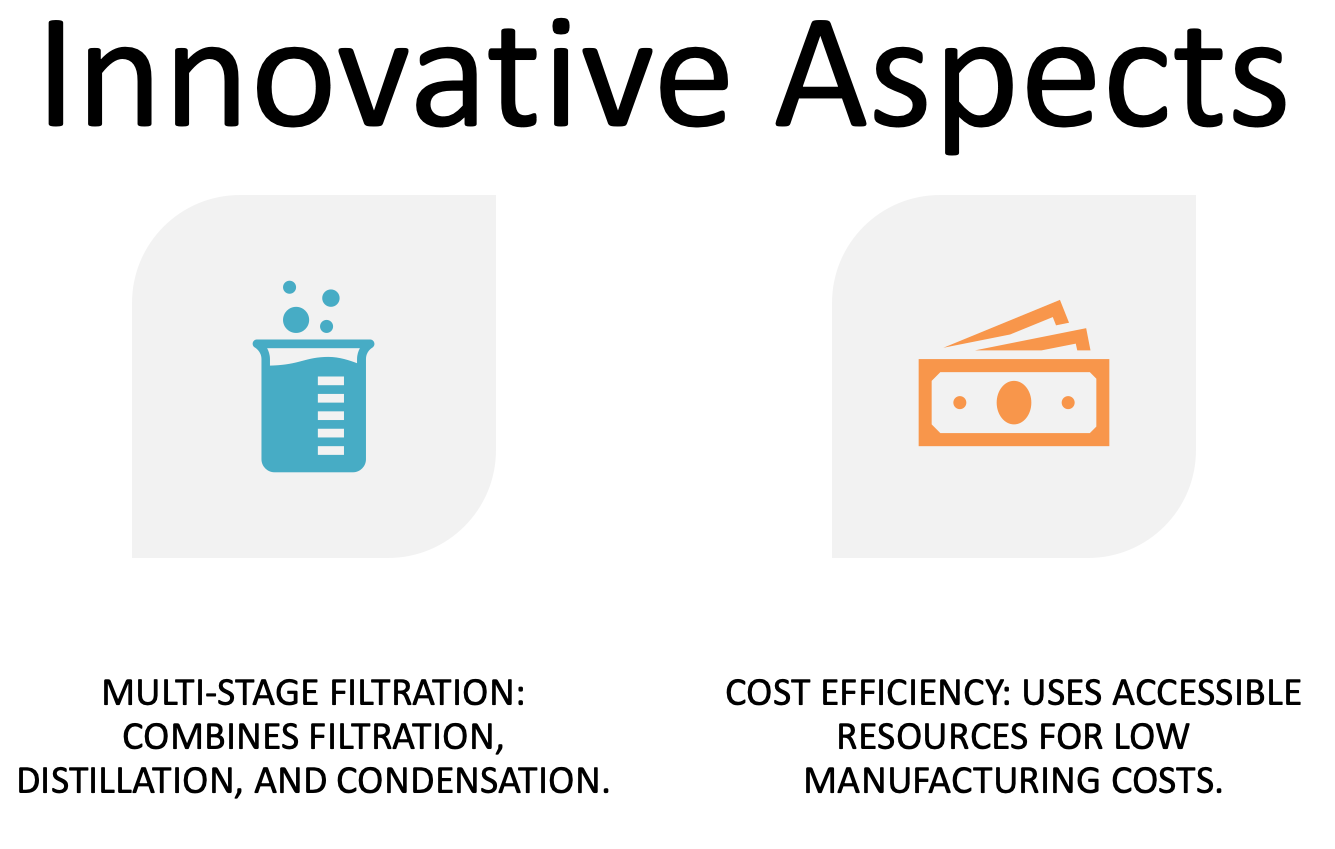 Innovative Aspects
MULTI-STAGE FILTRATION:
COMBINES FILTRATION,
DISTILLATION, AND CONDENSATION.
COST EFFICIENCY: USES ACCESSIBLE
RESOURCES FOR LOW
MANUFACTURING COSTS.